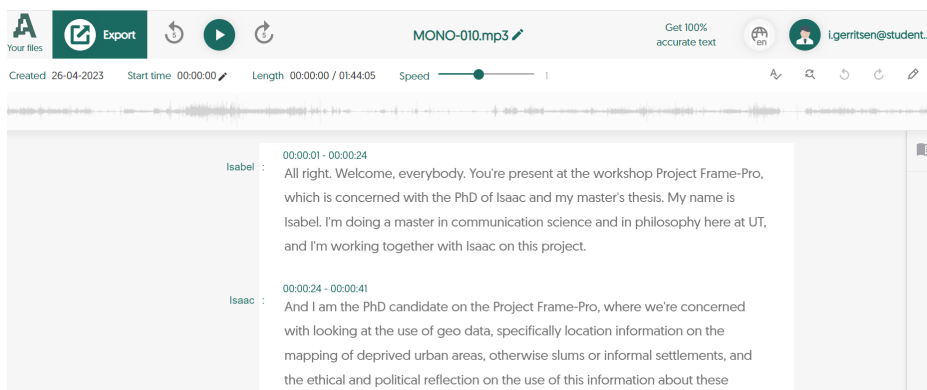 Your files
Export
5
5
MONO-010.mp3
Get 100%
accurate text
en
i.gerritsen@student..
Created 26-04-2023 Start time 00:00:00 Length 00:00:00 / 01:44:05 Speed 1
Isabel :
00:00:01 - 00:00:24
All right. Welcome, everybody. You're present at the workshop Project Frame-Pro,
which is concerned with the PhD of Isaac and my master's thesis. My name is
Isabel. I'm doing a master in communication science and in philosophy here at UT,
and I'm working together with Isaac on this project.
Isaac :
00:00:24 - 00:00:41
And I am the PhD candidate on the Project Frame-Pro, where we're concerned
with looking at the use of geo data, specifically location information on the
mapping of deprived urban areas, otherwise slums or informal settlements, and
the ethical and political reflection on the use of this information about these